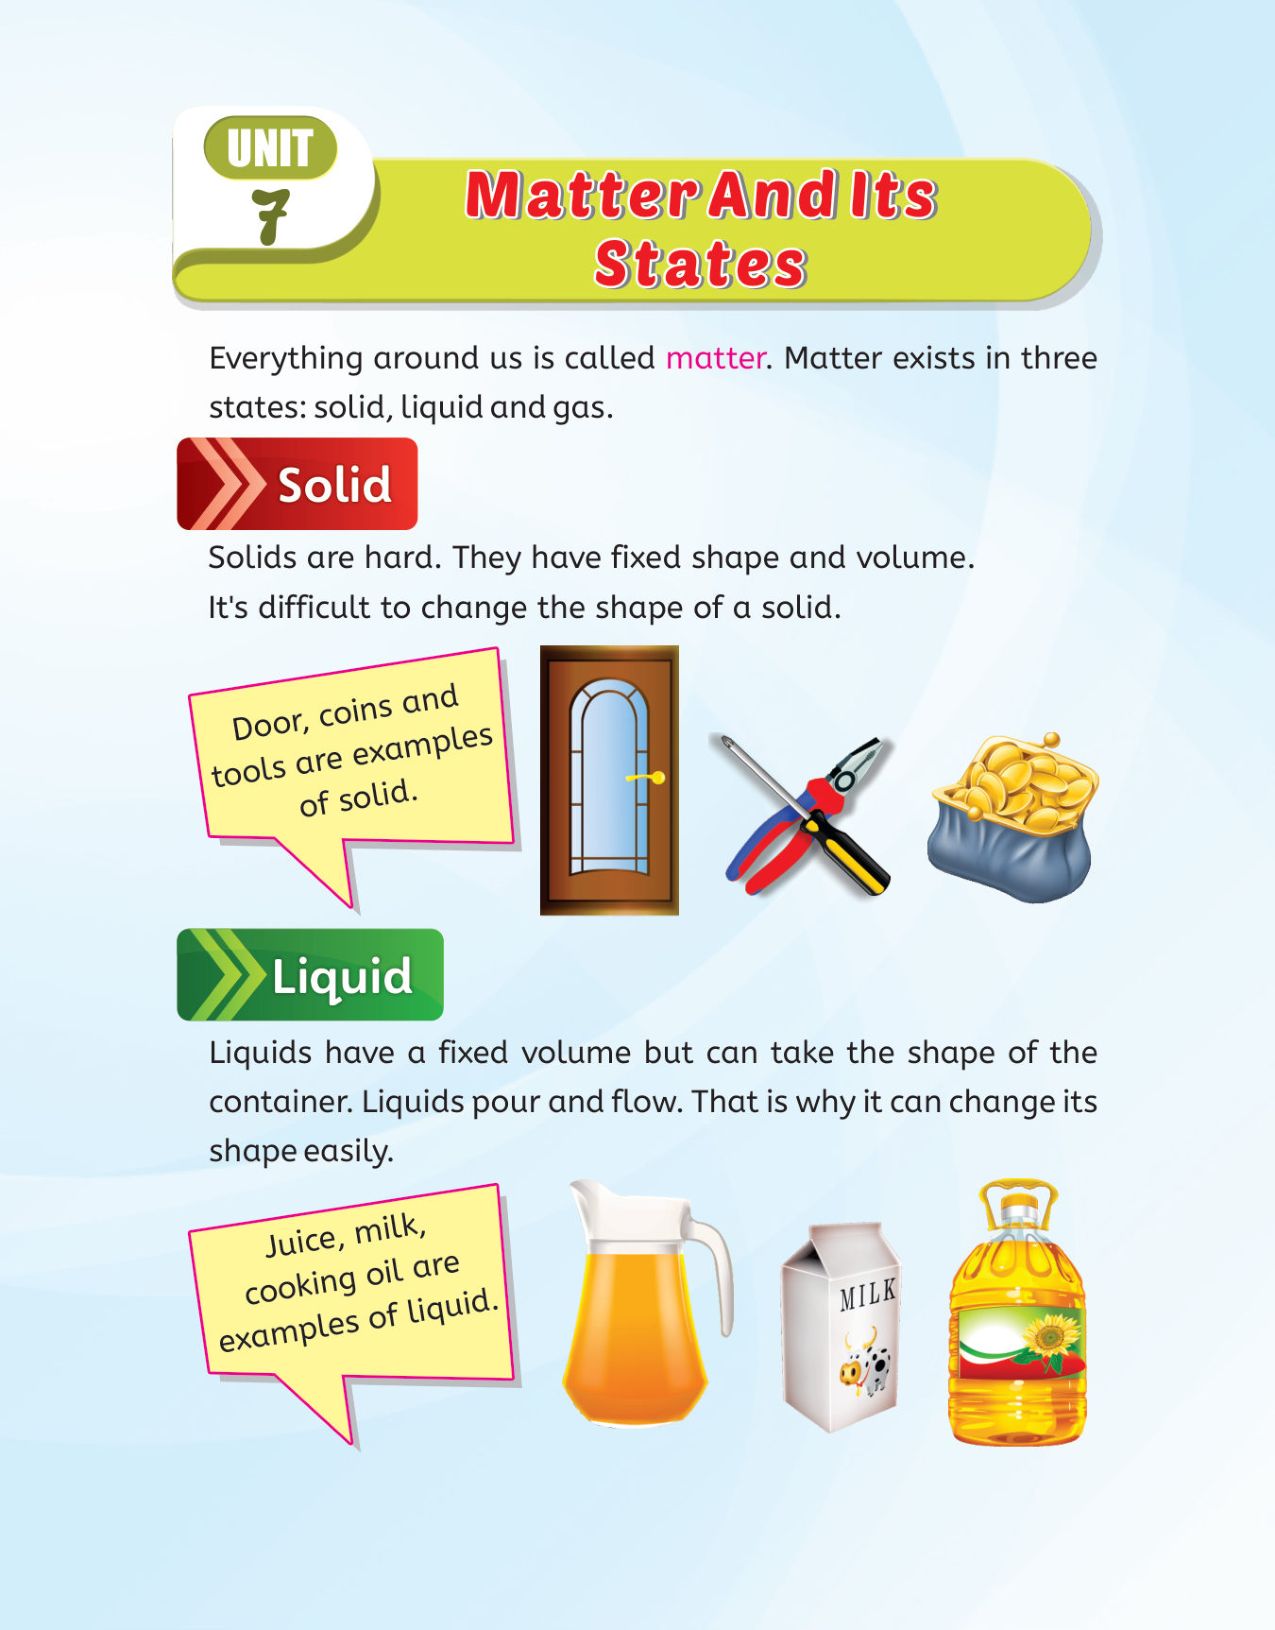 UNIT
7
Matter And Its
States
Everything around us is called matter. Matter exists in three
states: solid, liquid and gas.
Solid
Solids are hard. They have fixed shape and volume.
It's difficult to change the shape of a solid.
Door, coins and
tools are examples
of solid.
Liquid
Liquids have a fixed volume but can take the shape of the
container. Liquids pour and flow. That is why it can change its
shape easily.
Juice, milk,
cooking oil are
examples of liquid.
MILK